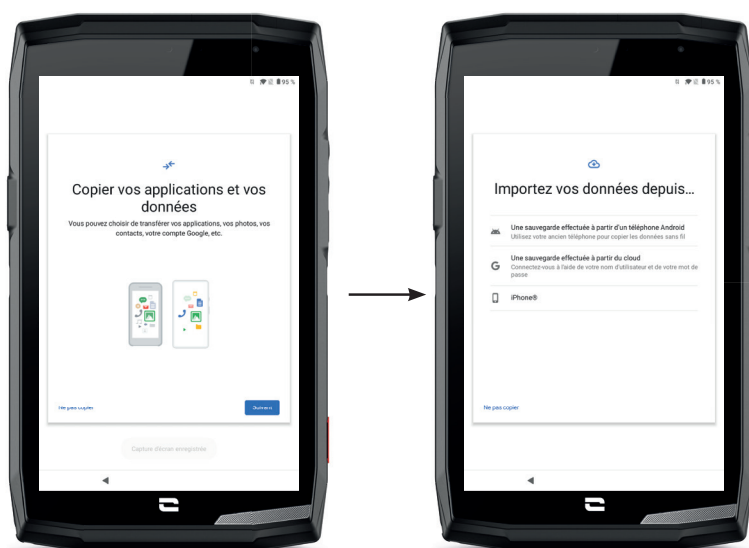 95 %
Copier vos applications et vos
données
Vous pouvez choisir de transférer vos applications, vos photos, vos
contacts, votre compte Google, etc.
Ne pas copier
Suivant
Capture d'écran enregistrée
95 %
Importez vos données depuis...
Une sauvegarde effectuée à partir d'un téléphone Android
Utilisez votre ancien téléphone pour copier les données sans fil
G
Une sauvegarde effectuée à partir du cloud
Connectez-vous à l'aide de votre nom d'utilisateur et de votre mot de
passe
iPhone®
Ne pas copier